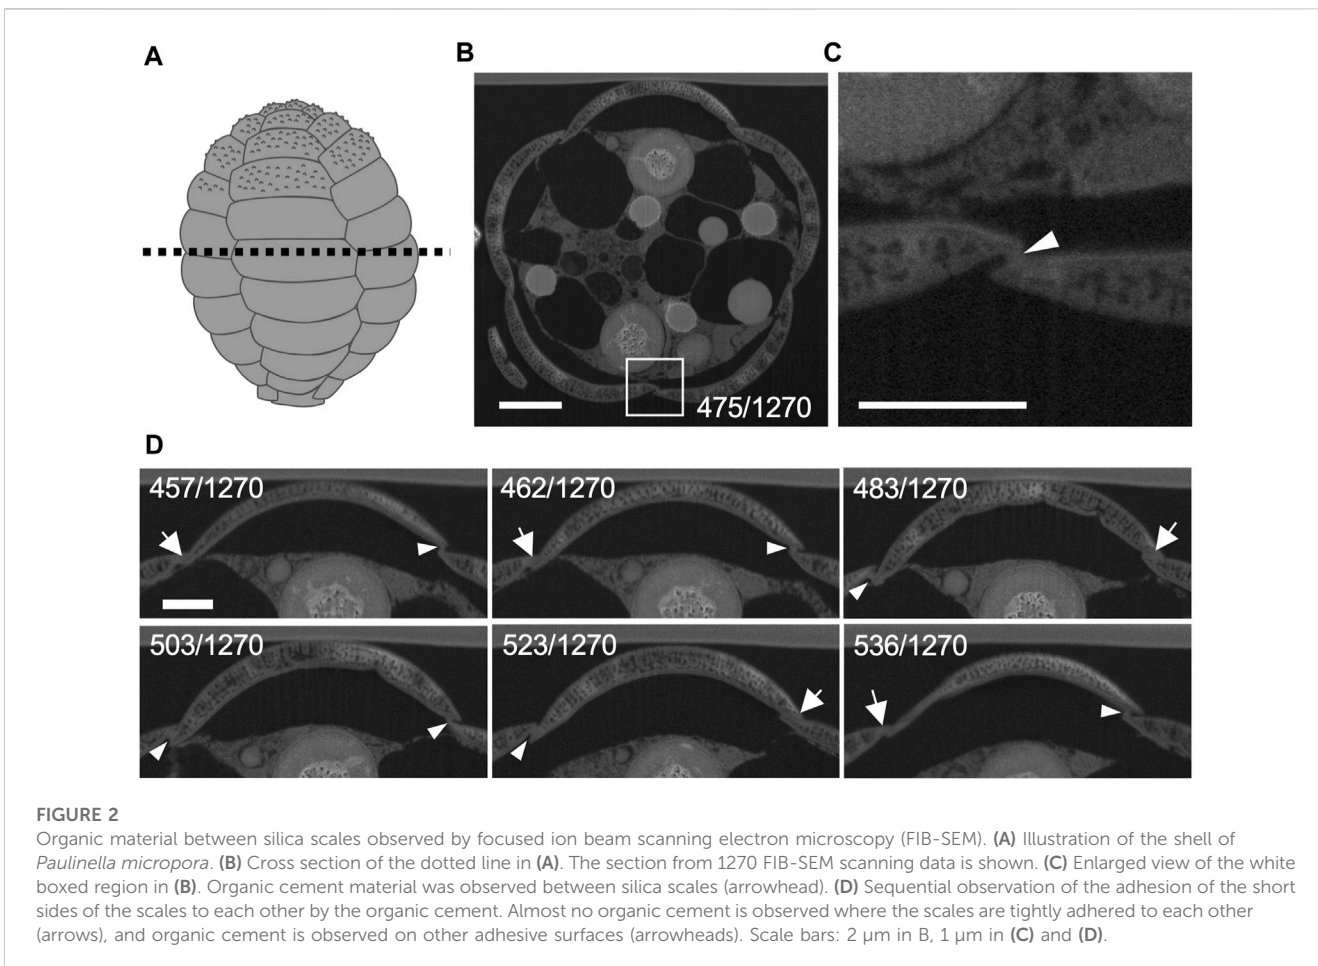 A
B
C
475/1270
D
457/1270
462/1270
483/1270
503/1270
523/1270
536/1270
FIGURE 2
Organic material between silica scales observed by focused ion beam scanning electron microscopy (FIB-SEM). (A) Illustration of the shell of
Paulinella micropora. (B) Cross section of the dotted line in (A). The section from 1270 FIB-SEM scanning data is shown. (C) Enlarged view of the white
boxed region in (B). Organic cement material was observed between silica scales (arrowhead). (D) Sequential observation of the adhesion of the short
sides of the scales to each other by the organic cement. Almost no organic cement is observed where the scales are tightly adhered to each other
(arrows), and organic cement is observed on other adhesive surfaces (arrowheads). Scale bars: 2 μm in B, 1 μm in (C) and (D).